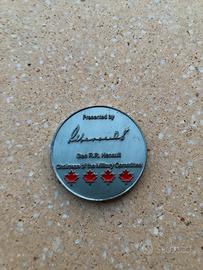 Presented by
Gen R.R. Henault
Chairman of the Military Committee